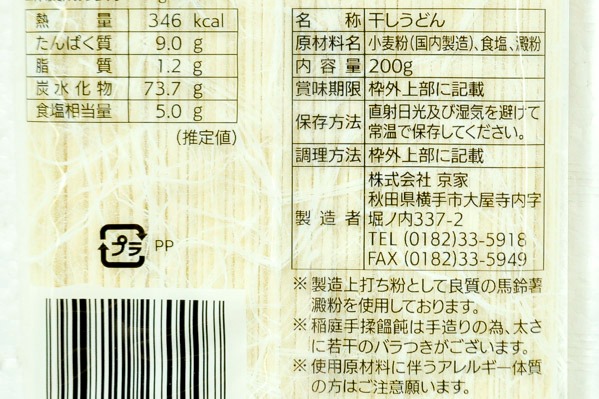 熱量 346 kcal
たんぱく質 9.0 g
脂質 1.2 g
炭水化物 73.7 g
食塩相当量 5.0 g
(推定値)
プラ PP
名称 干しうどん
原材料名 小麦粉(国内製造)、食塩、澱粉
内容量 200g
賞味期限 枠外上部に記載
保存方法 直射日光及び湿気を避けて
常温で保存してください。
調理方法 枠外上部に記載
製造者 株式会社 京家
秋田県横手市大屋寺内字
堀ノ内337-2
TEL (0182)33-5918
FAX (0182)33-5949
※製造上打ち粉として良質の馬鈴薯
澱粉を使用しております。
※稲庭手揉饂飩は手造りの為、太さ
に若干のバラつきがございます。
※使用原材料に伴うアレルギー体質
の方はご注意願います。